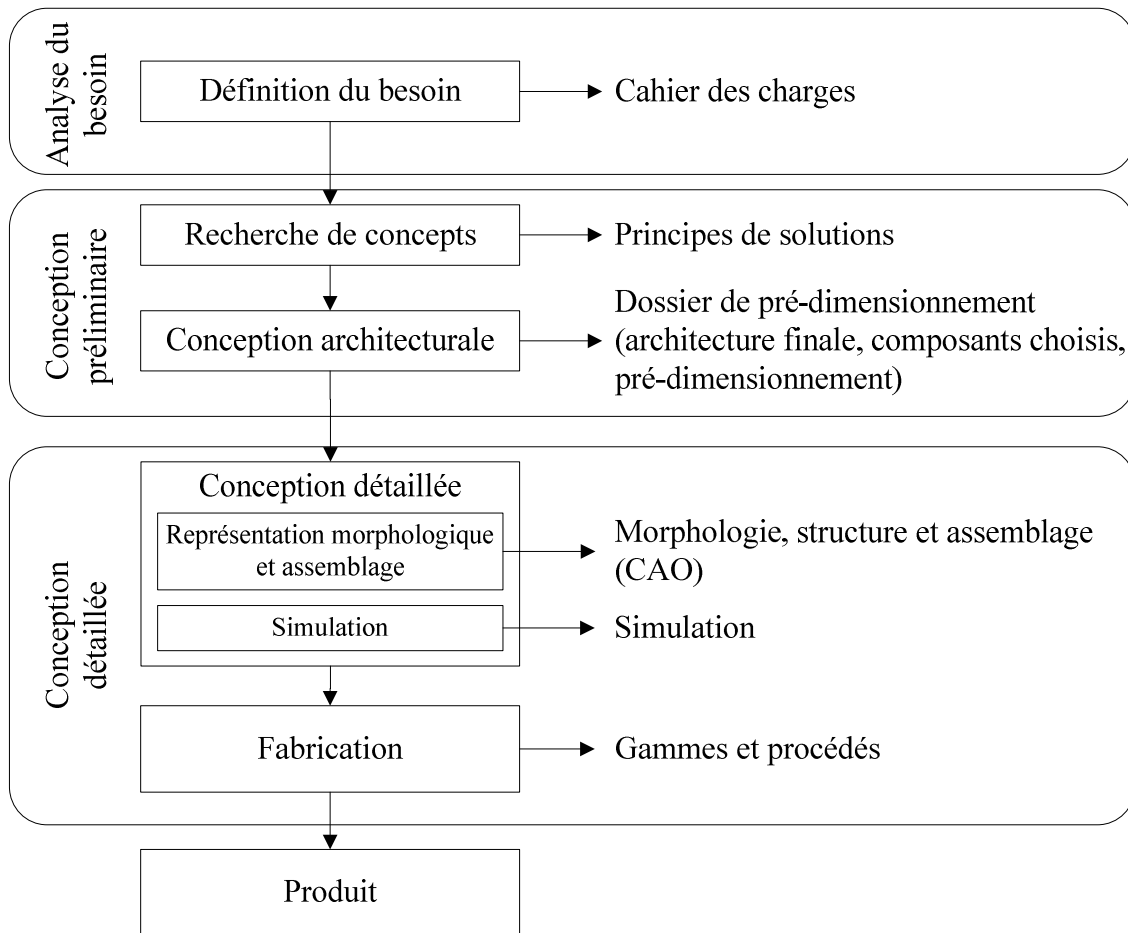 Analyse du
besoin
Définition du besoin
Cahier des charges
Conception
préliminaire
Recherche de concepts
Principes de solutions
Conception architecturale
Dossier de pré-dimensionnement
(architecture finale, composants choisis,
pré-dimensionnement)
Conception
détaillée
Conception détaillée
Représentation morphologique
et assemblage
Morphologie, structure et assemblage
(CAO)
Simulation
Simulation
Fabrication
Gammes et procédés
Produit